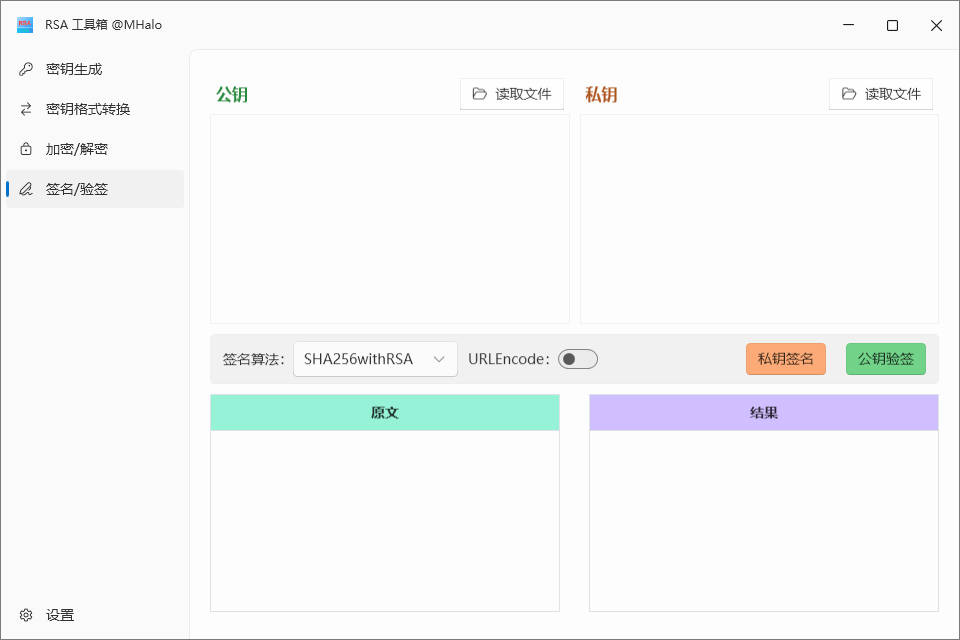 RSA 工具箱 @MHalo
密钥生成
密钥格式转换
加密/解密
签名/验签
设置
公钥
读取文件
私钥
读取文件
签名算法：
SHA256withRSA
URLEncode：
私钥签名
公钥验签
原文
结果